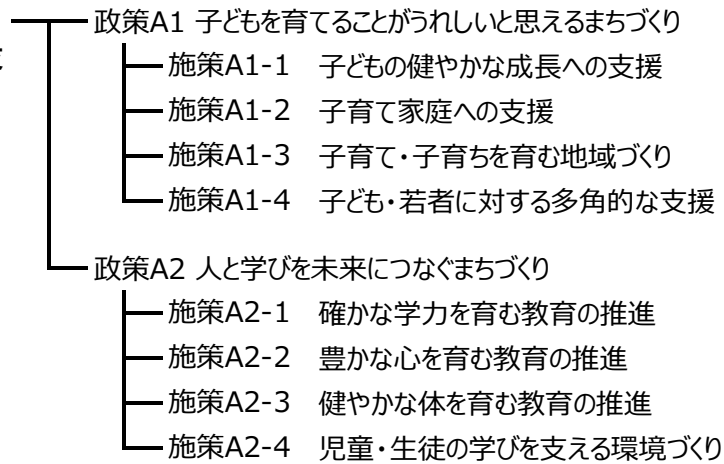 政策A1 子どもを育てることがうれしいと思えるまちづくり
施策A1-1 子どもの健やかな成長への支援
施策A1-2 子育て家庭への支援
施策A1-3 子育て・子育ちを育む地域づくり
施策A1-4 子ども・若者に対する多角的な支援
政策A2 人と学びを未来につなぐまちづくり
施策A2-1 確かな学力を育む教育の推進
施策A2-2 豊かな心を育む教育の推進
施策A2-3 健やかな体を育む教育の推進
施策A2-4 児童・生徒の学びを支える環境づくり